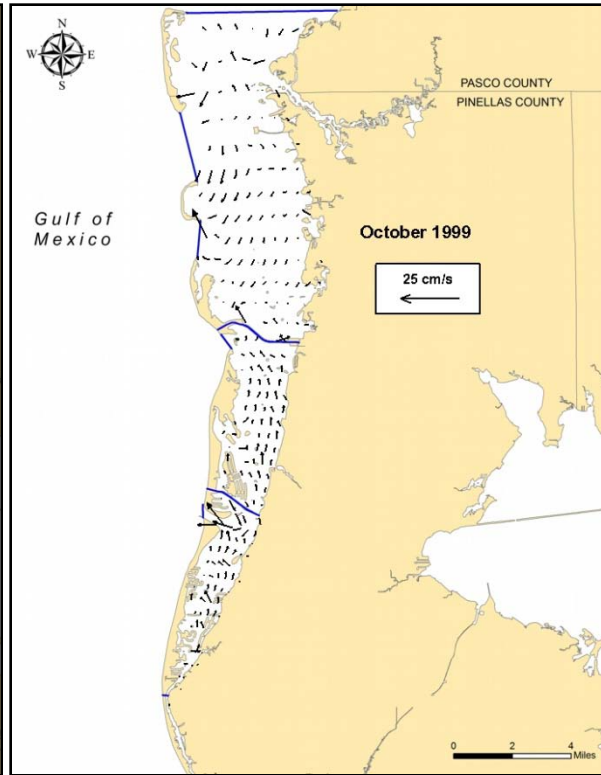 N
W E
S
PASCO COUNTY
PINELLAS COUNTY
Gulf of
Mexico
October 1999
25 cm/s
0 2 4
Miles